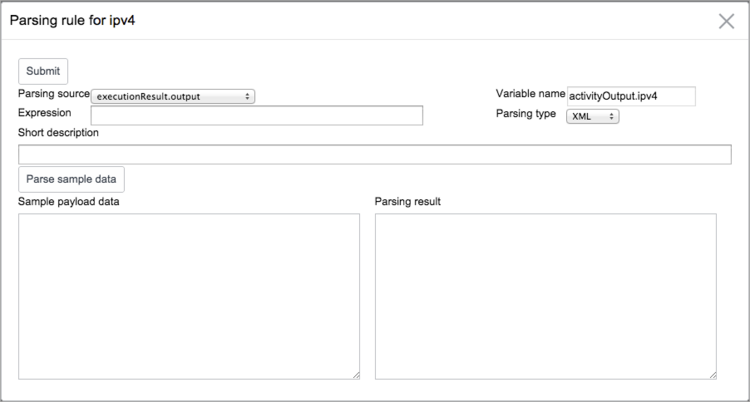 Parsing rule for ipv4
Submit
Parsing source executionResult.output Variable name activityOutput.ipv4
Expression Parsing type XML
Short description
Parse sample data
Sample payload data Parsing result